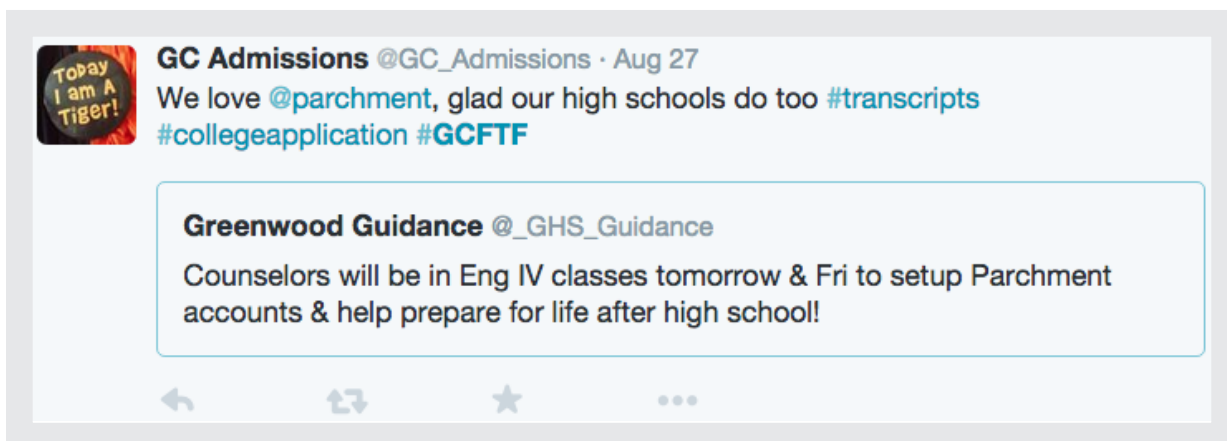 ToDay
I am A
Tiger!
GC Admissions @GC_Admissions · Aug 27
We love @parchment, glad our high schools do too #transcripts
#collegeapplication #GCFTF
Greenwood Guidance @_GHS_Guidance
Counselors will be in Eng IV classes tomorrow & Fri to setup Parchment
accounts & help prepare for life after high school!